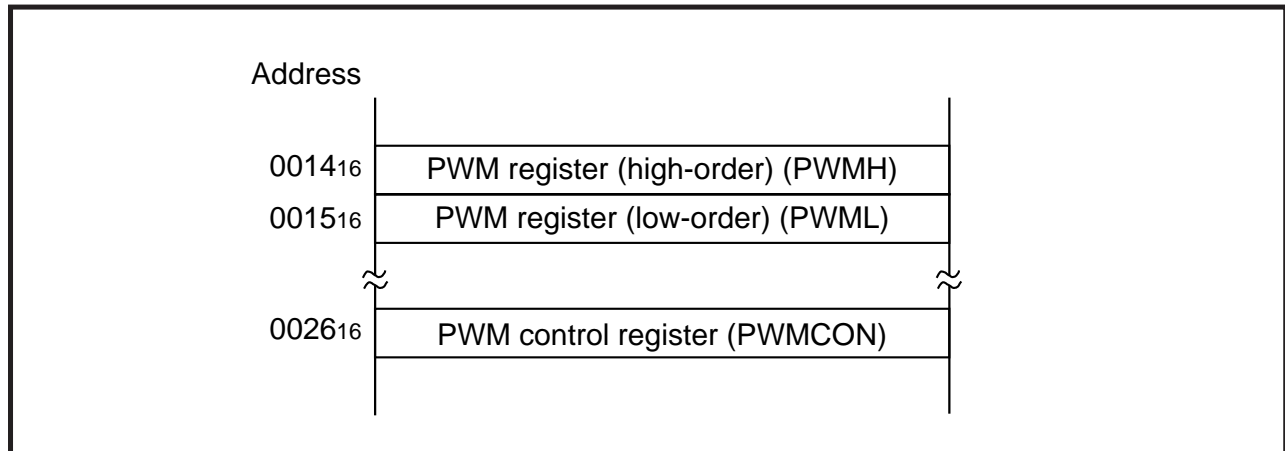 Address
0014₁₆ PWM register (high-order) (PWMH)
0015₁₆ PWM register (low-order) (PWML)
0026₁₆ PWM control register (PWMCON)